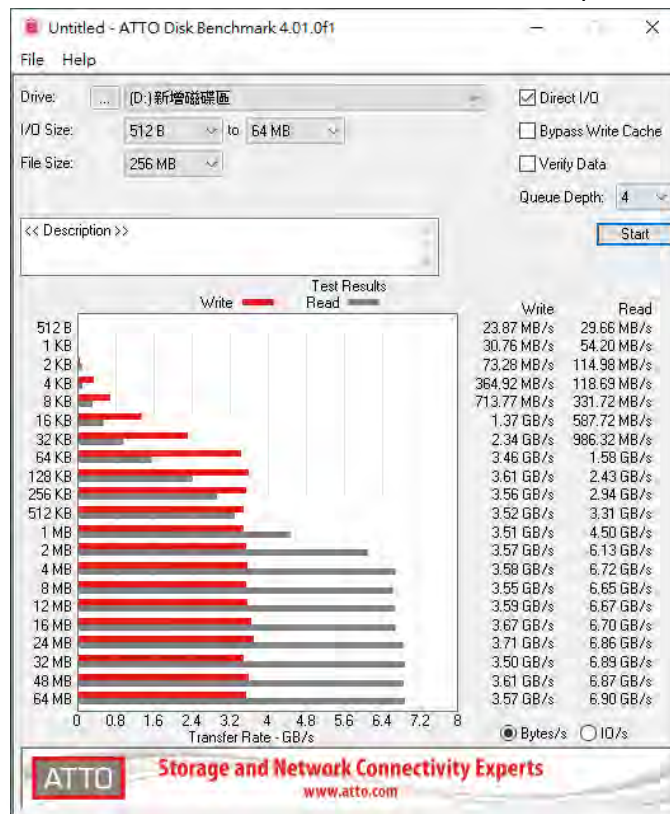 Untitled - ATTO Disk Benchmark 4.01.0f1
File Help
Drive: ... (D:)新增磁碟區 Direct I/O
I/O Size: 512 B to 64 MB Bypass Write Cache
File Size: 256 MB Verify Data
Queue Depth: 4
<< Description >> Start
Test Results
Write Read Write Read
512 B 23.87 MB/s 29.66 MB/s
1 KB 30.76 MB/s 54.20 MB/s
2 KB 73.28 MB/s 114.98 MB/s
4 KB 364.92 MB/s 118.69 MB/s
8 KB 713.77 MB/s 331.72 MB/s
16 KB 1.37 GB/s 587.72 MB/s
32 KB 2.34 GB/s 986.32 MB/s
64 KB 3.46 GB/s 1.58 GB/s
128 KB 3.61 GB/s 2.43 GB/s
256 KB 3.56 GB/s 2.94 GB/s
512 KB 3.52 GB/s 3.31 GB/s
1 MB 3.51 GB/s 4.50 GB/s
2 MB 3.57 GB/s 6.13 GB/s
4 MB 3.58 GB/s 6.72 GB/s
8 MB 3.55 GB/s 6.65 GB/s
12 MB 3.59 GB/s 6.67 GB/s
16 MB 3.67 GB/s 6.70 GB/s
24 MB 3.71 GB/s 6.86 GB/s
32 MB 3.50 GB/s 6.89 GB/s
48 MB 3.61 GB/s 6.87 GB/s
64 MB 3.57 GB/s 6.90 GB/s
0 0.8 1.6 2.4 3.2 4 4.8 5.6 6.4 7.2 8
Transfer Rate - GB/s Bytes/s IO/s
ATTO Storage and Network Connectivity Experts
www.atto.com